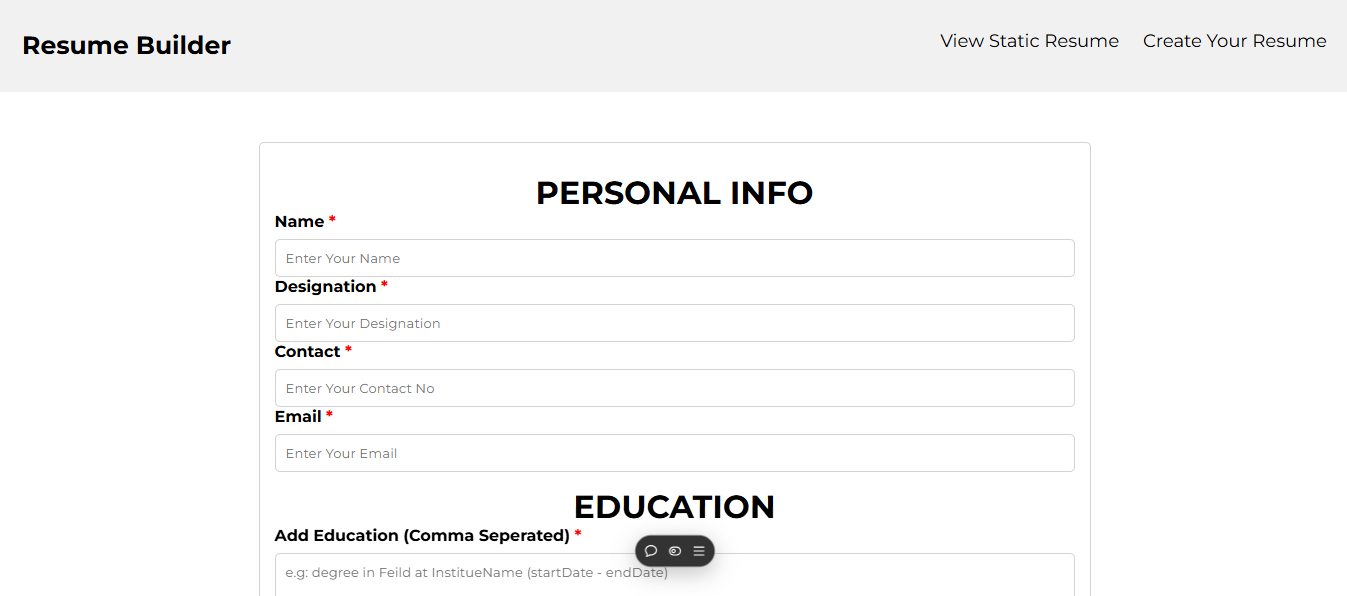 Resume Builder
View Static Resume Create Your Resume
PERSONAL INFO
Name *
Enter Your Name
Designation *
Enter Your Designation
Contact *
Enter Your Contact No
Email *
Enter Your Email
EDUCATION
Add Education (Comma Seperated) *
e.g: degree in Feild at InstitueName (startDate - endDate)